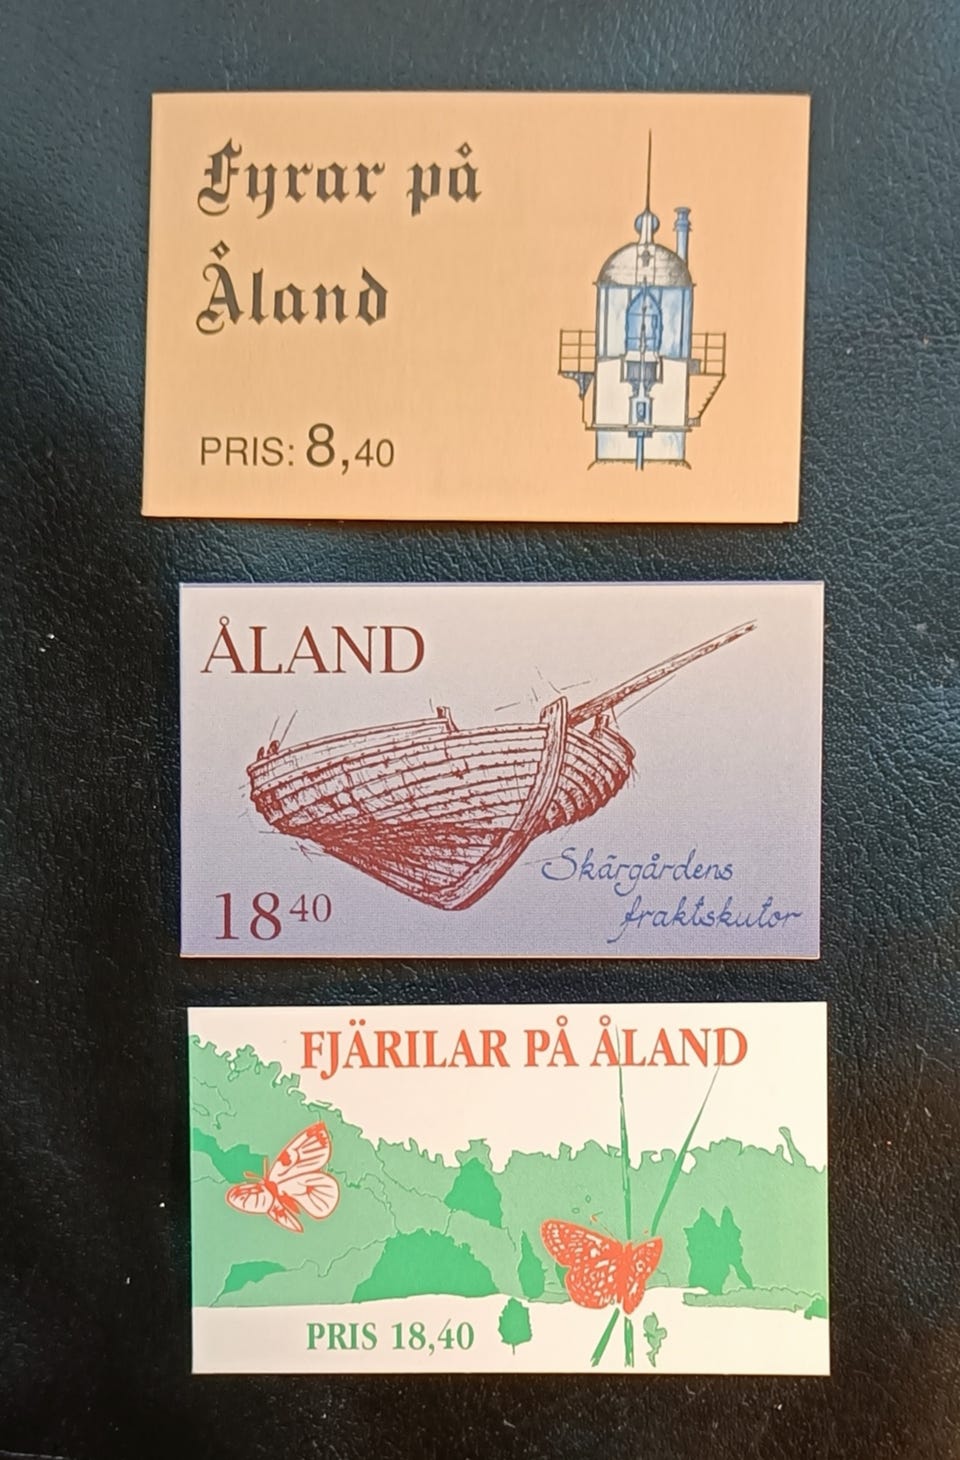 Fyrar på
Åland
PRIS: 8,40
ÅLAND
Skärgårdens
fraktskutor
18 40
FJÄRILAR PÅ ÅLAND
PRIS 18,40